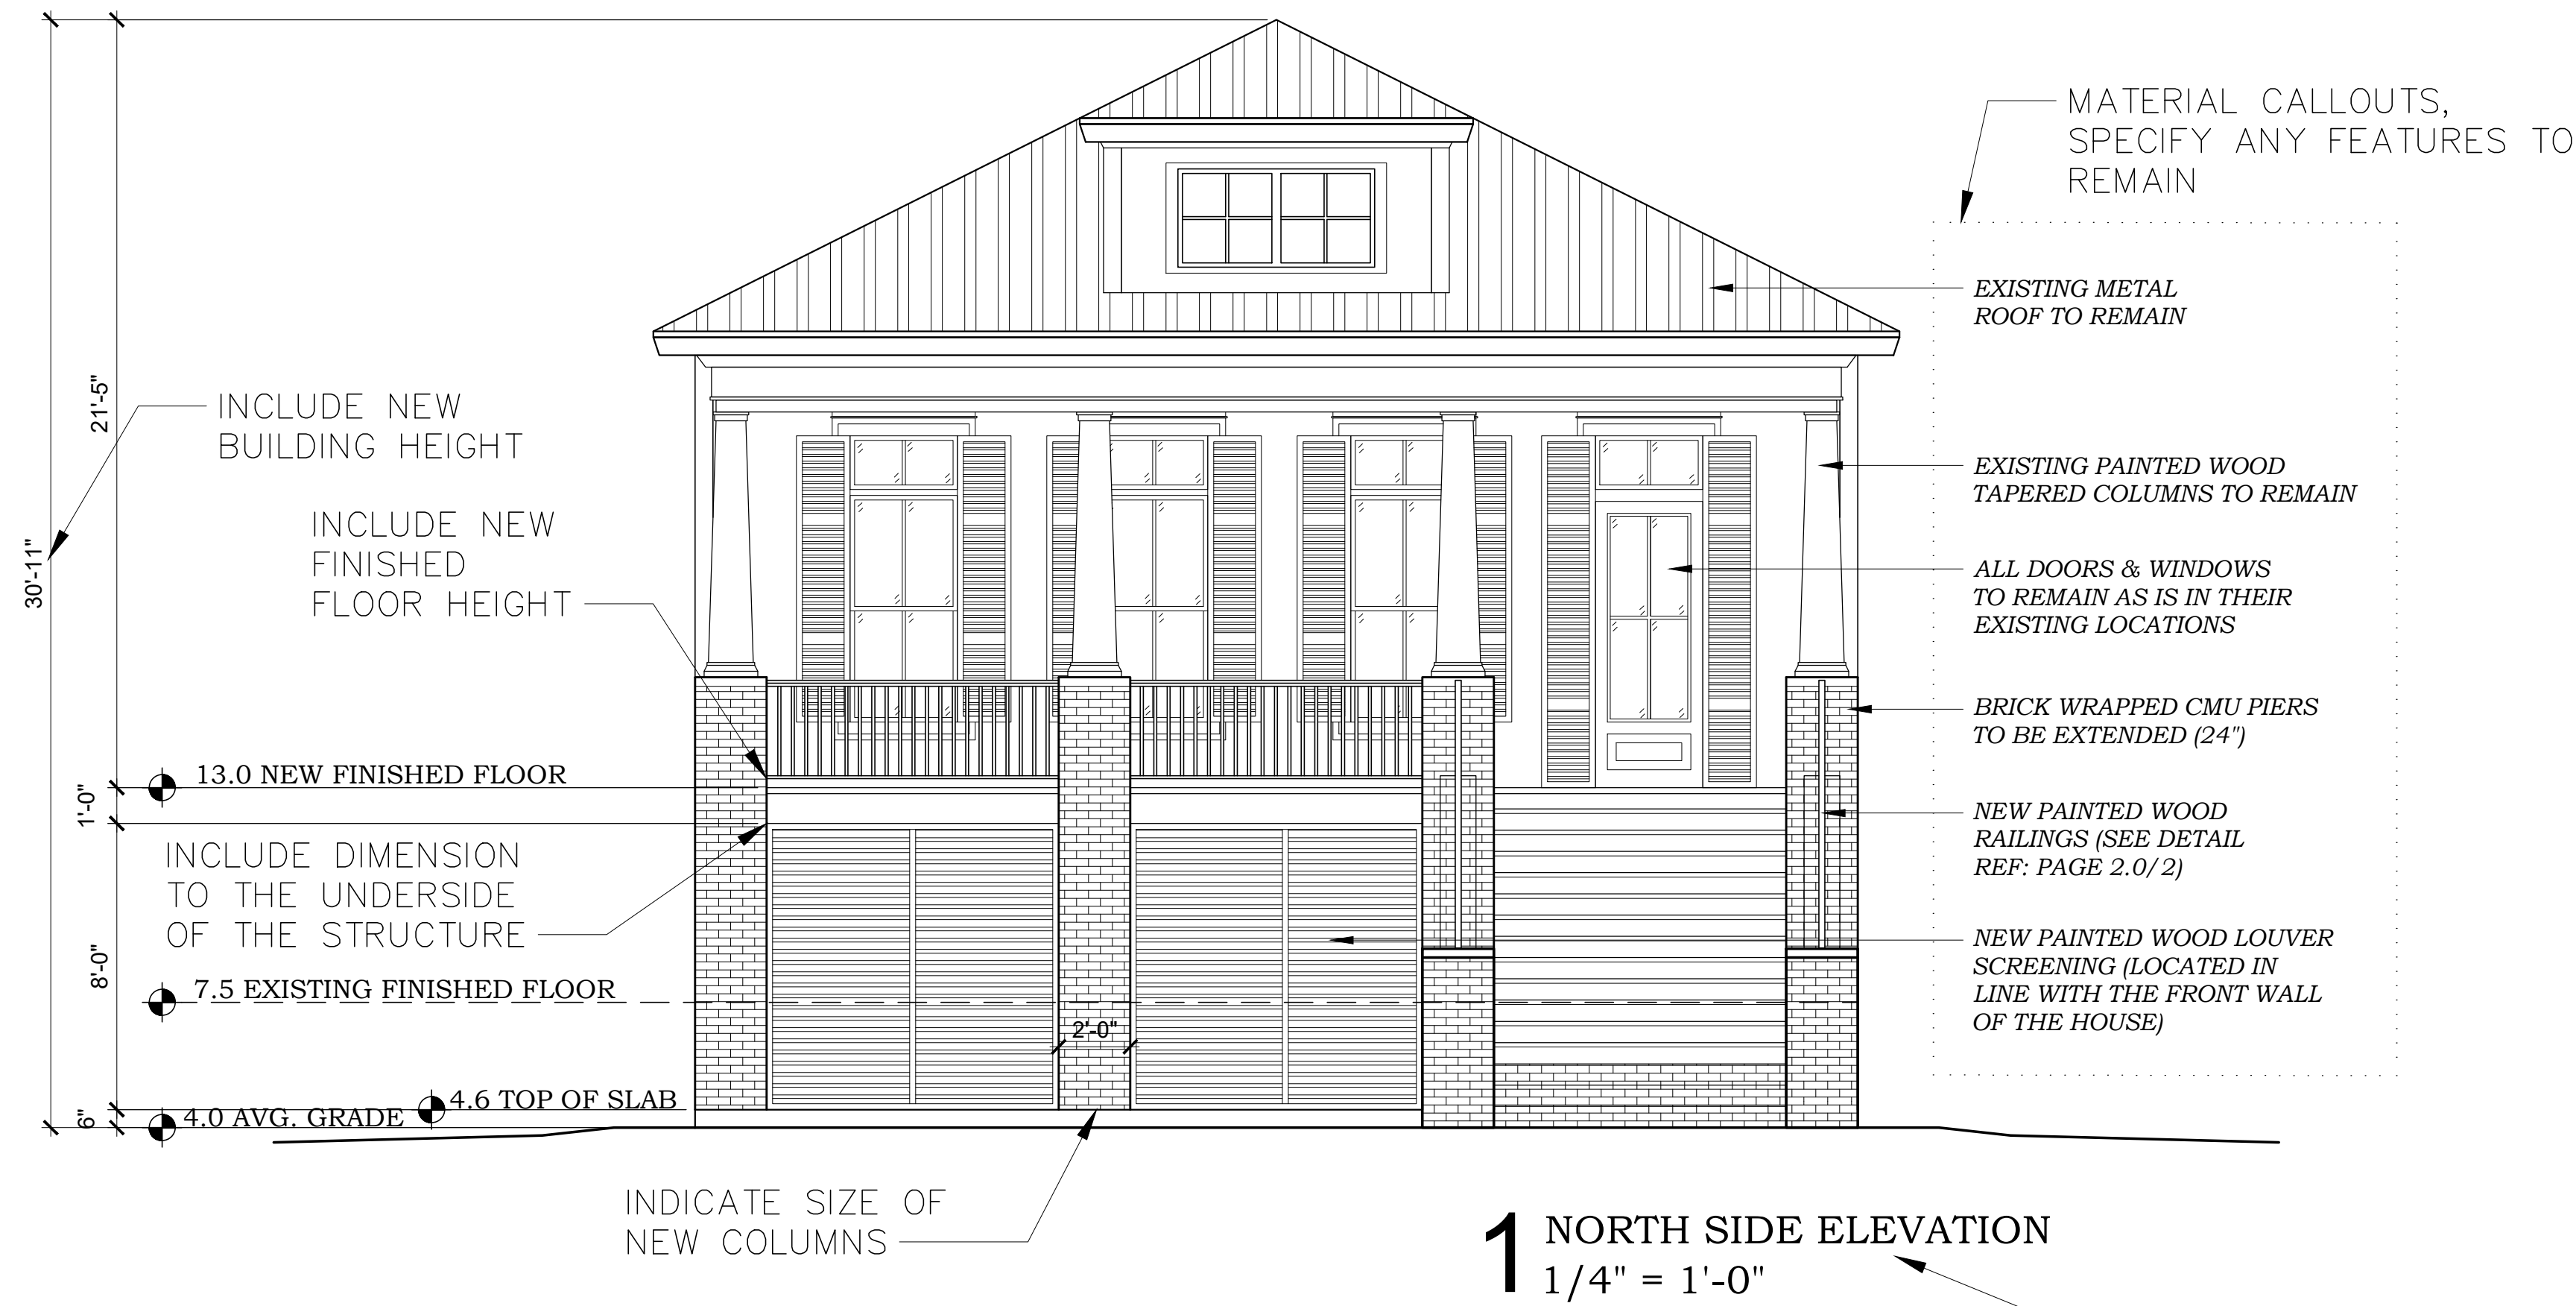 MATERIAL CALLOUTS,
SPECIFY ANY FEATURES TO
REMAIN
EXISTING METAL
ROOF TO REMAIN
21'-5"
INCLUDE NEW
BUILDING HEIGHT
EXISTING PAINTED WOOD
TAPERED COLUMNS TO REMAIN
INCLUDE NEW
FINISHED
FLOOR HEIGHT
30'-11"
ALL DOORS & WINDOWS
TO REMAIN AS IS IN THEIR
EXISTING LOCATIONS
BRICK WRAPPED CMU PIERS
TO BE EXTENDED (24")
13.0 NEW FINISHED FLOOR
1'-0"
NEW PAINTED WOOD
RAILINGS (SEE DETAIL
REF: PAGE 2.0/2)
INCLUDE DIMENSION
TO THE UNDERSIDE
OF THE STRUCTURE
8'-0"
NEW PAINTED WOOD LOUVER
SCREENING (LOCATED IN
LINE WITH THE FRONT WALL
OF THE HOUSE)
7.5 EXISTING FINISHED FLOOR
2'-0"
4.6 TOP OF SLAB
4.0 AVG. GRADE
6"
INDICATE SIZE OF
NEW COLUMNS
1 NORTH SIDE ELEVATION
1/4" = 1'-0"